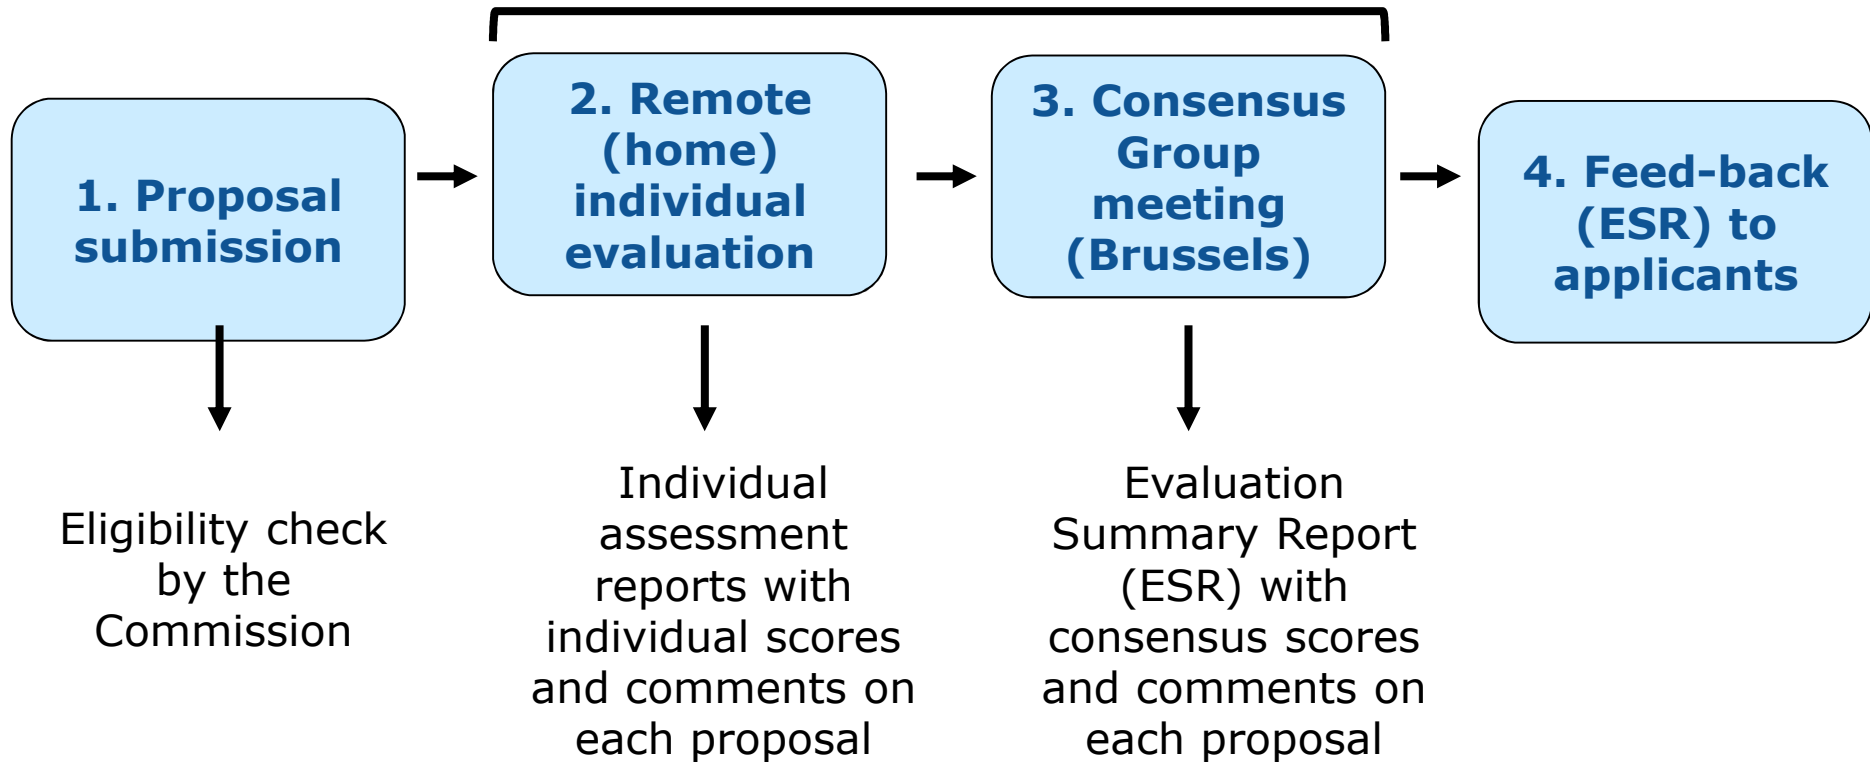 1. Proposal
submission
2. Remote
(home)
individual
evaluation
3. Consensus
Group
meeting
(Brussels)
4. Feed-back
(ESR) to
applicants
Eligibility check
by the
Commission
Individual
assessment
reports with
individual scores
and comments on
each proposal
Evaluation
Summary Report
(ESR) with
consensus scores
and comments on
each proposal